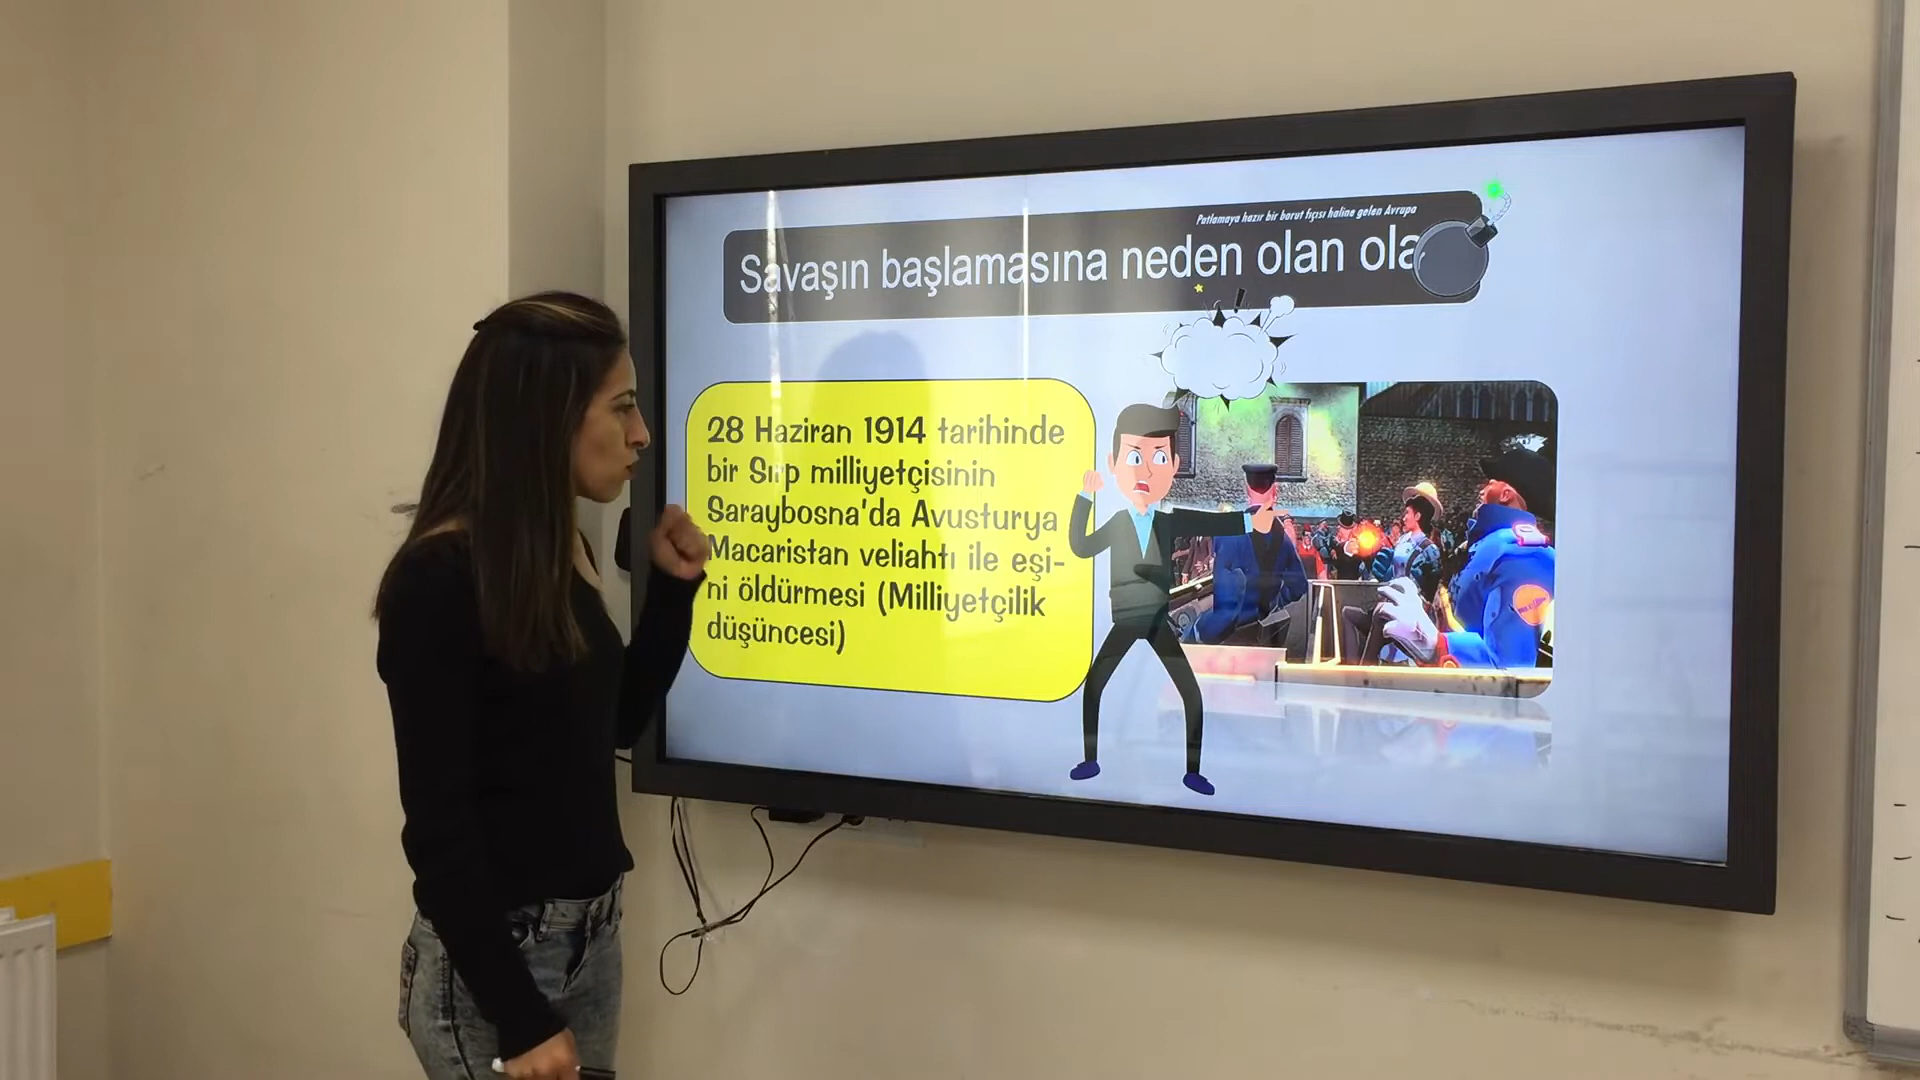 Patlamaya hazır bir barut fıçısı haline gelen Avrupa
Savaşın başlamasına neden olan ola
28 Haziran 1914 tarihinde
bir Sırp milliyetçisinin
Saraybosna'da Avusturya
Macaristan veliahtı ile eşi-
ni öldürmesi (Milliyetçilik
düşüncesi)